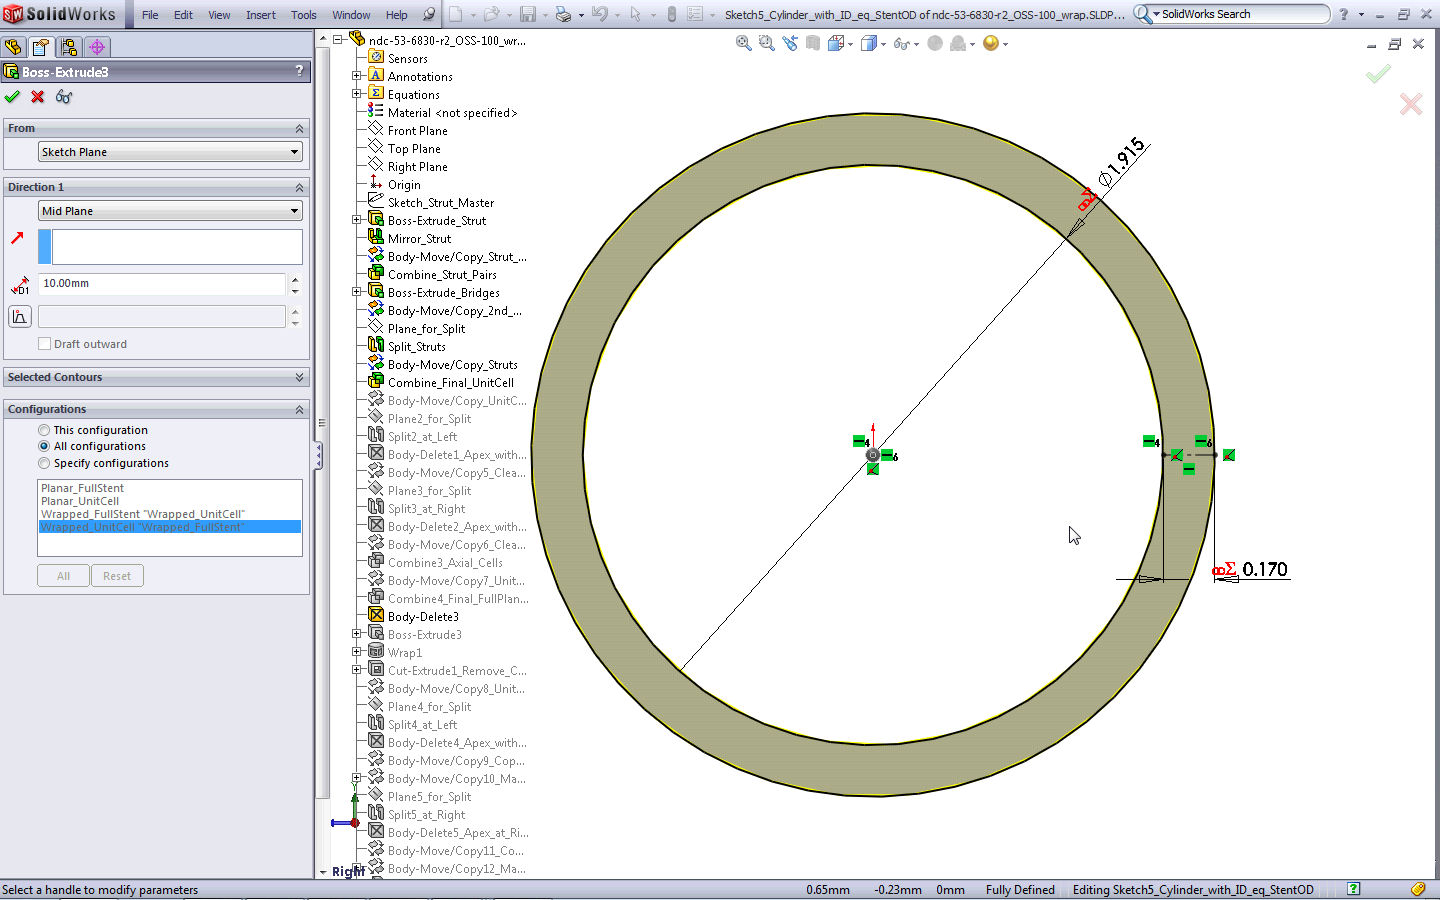 SolidWorks
File Edit View Insert Tools Window Help
Sketch5_Cylinder_with_ID_eq_StentOD of ndc-53-6830-r2_OSS-100_wrap.SLDP...
SolidWorks Search
?
Boss-Extrude3
?
From
Sketch Plane
Direction 1
Mid Plane
D1
10.00mm
Draft outward
Selected Contours
Configurations
This configuration
All configurations
Specify configurations
Planar_FullStent
Planar_UnitCell
Wrapped_FullStent "Wrapped_UnitCell"
Wrapped_UnitCell "Wrapped_FullStent"
All Reset
ndc-53-6830-r2_OSS-100_wr...
Sensors
Annotations
Equations
Material <not specified>
Front Plane
Top Plane
Right Plane
Origin
Sketch_Strut_Master
Boss-Extrude_Strut
Mirror_Strut
Body-Move/Copy_Strut_...
Combine_Strut_Pairs
Boss-Extrude_Bridges
Body-Move/Copy_2nd_...
Plane_for_Split
Split_Struts
Body-Move/Copy_Struts
Combine_Final_UnitCell
Body-Move/Copy_UnitC...
Plane2_for_Split
Split2_at_Left
Body-Delete1_Apex_with...
Body-Move/Copy5_Clea...
Plane3_for_Split
Split3_at_Right
Body-Delete2_Apex_with...
Body-Move/Copy6_Clea...
Combine3_Axial_Cells
Body-Move/Copy7_Unit...
Combine4_Final_FullPlan...
Body-Delete3
Boss-Extrude3
Wrap1
Cut-Extrude1_Remove_C...
Body-Move/Copy8_Unit...
Plane4_for_Split
Split4_at_Left
Body-Delete4_Apex_with...
Body-Move/Copy9_Cop...
Body-Move/Copy10_Ma...
Plane5_for_Split
Split5_at_Right
Body-Delete5_Apex_at_Ri...
Body-Move/Copy11_Co...
Body-Move/Copy12_Ma...
Y
Right
Σ Ø1.915
4
6
4
6
Σ 0.170
Select a handle to modify parameters
0.65mm -0.23mm 0mm Fully Defined Editing Sketch5_Cylinder_with_ID_eq_StentOD ?